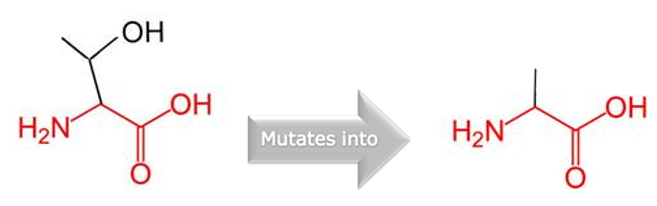 OH
H₂N
OH
O
Mutates into
H₂N
OH
O